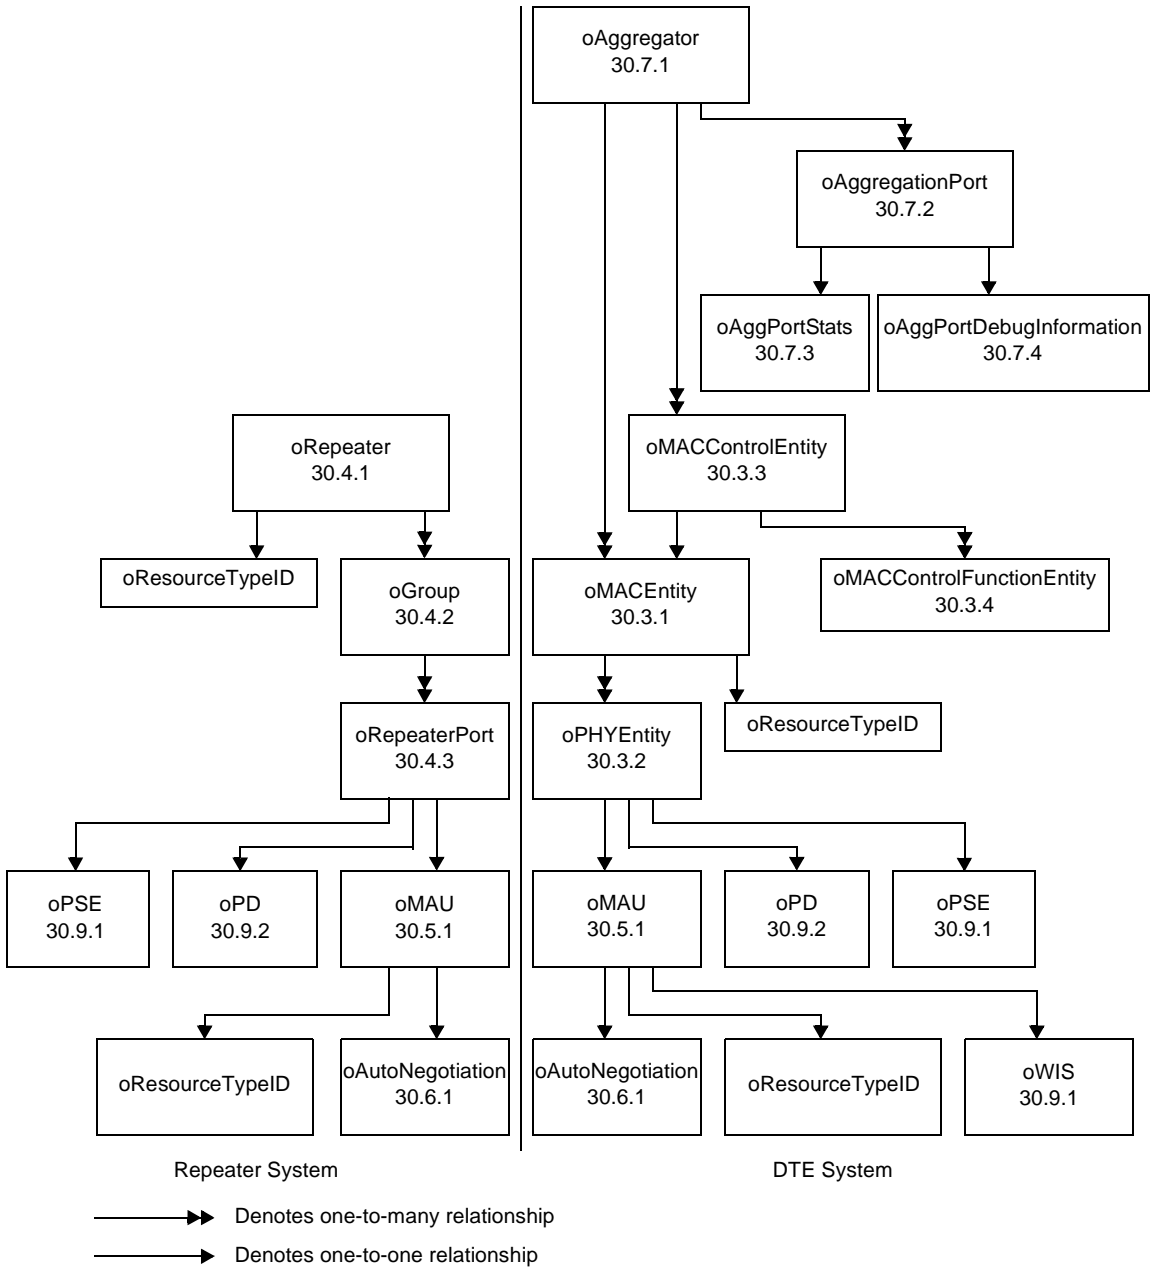 oAggregator
30.7.1
oAggregationPort
30.7.2
oAggPortStats
30.7.3
oAggPortDebugInformation
30.7.4
oRepeater
30.4.1
oMACControlEntity
30.3.3
oResourceTypeID
oGroup
30.4.2
oMACEntity
30.3.1
oMACControlFunctionEntity
30.3.4
oRepeaterPort
30.4.3
oPHYEntity
30.3.2
oResourceTypeID
oPSE
30.9.1
oPD
30.9.2
oMAU
30.5.1
oMAU
30.5.1
oPD
30.9.2
oPSE
30.9.1
oResourceTypeID
oAutoNegotiation
30.6.1
oAutoNegotiation
30.6.1
oResourceTypeID
oWIS
30.9.1
Repeater System
DTE System
Denotes one-to-many relationship
Denotes one-to-one relationship